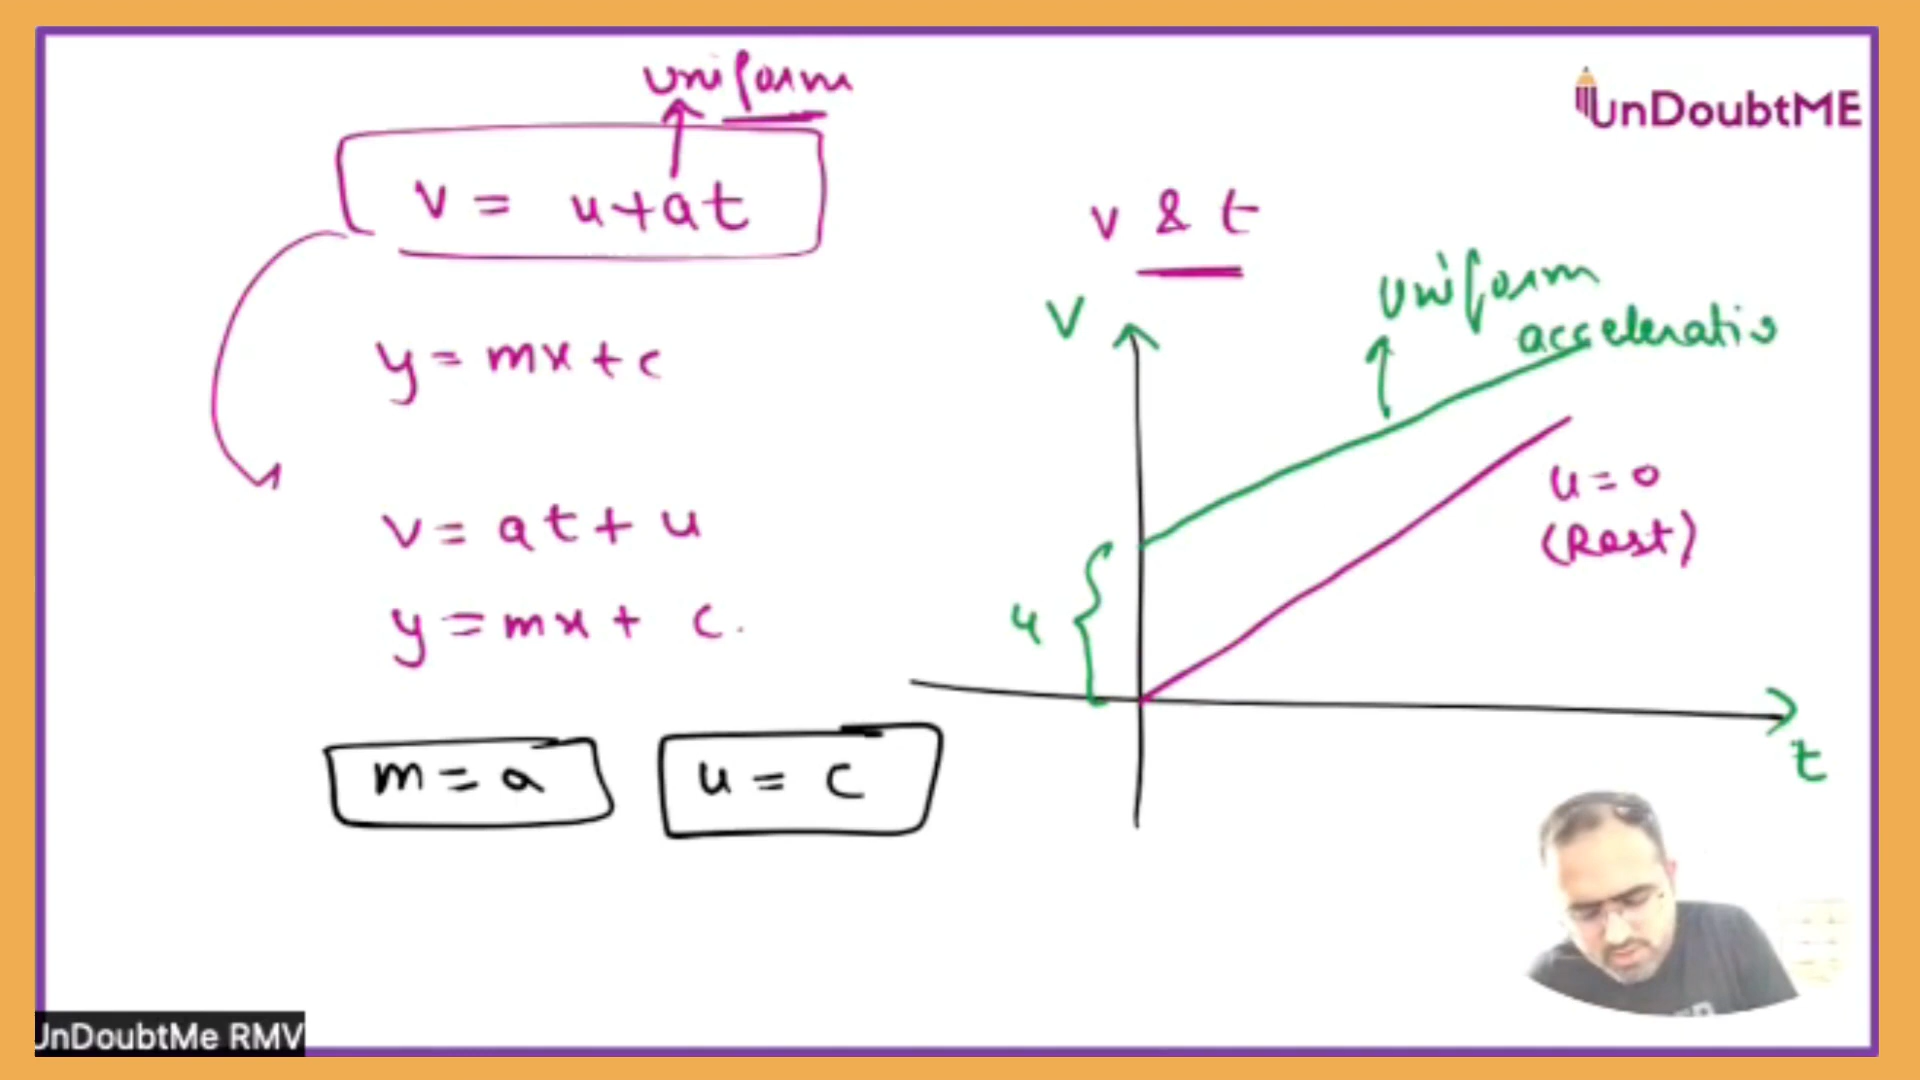 uniform
v = u+at
y = mx + c
v = at + u
y = mx + c.
m = a
u = c
UnDoubtME
v & t
V
uniform
acceleratio
u = 0
(Rest)
u
t
UnDoubtMe RMV